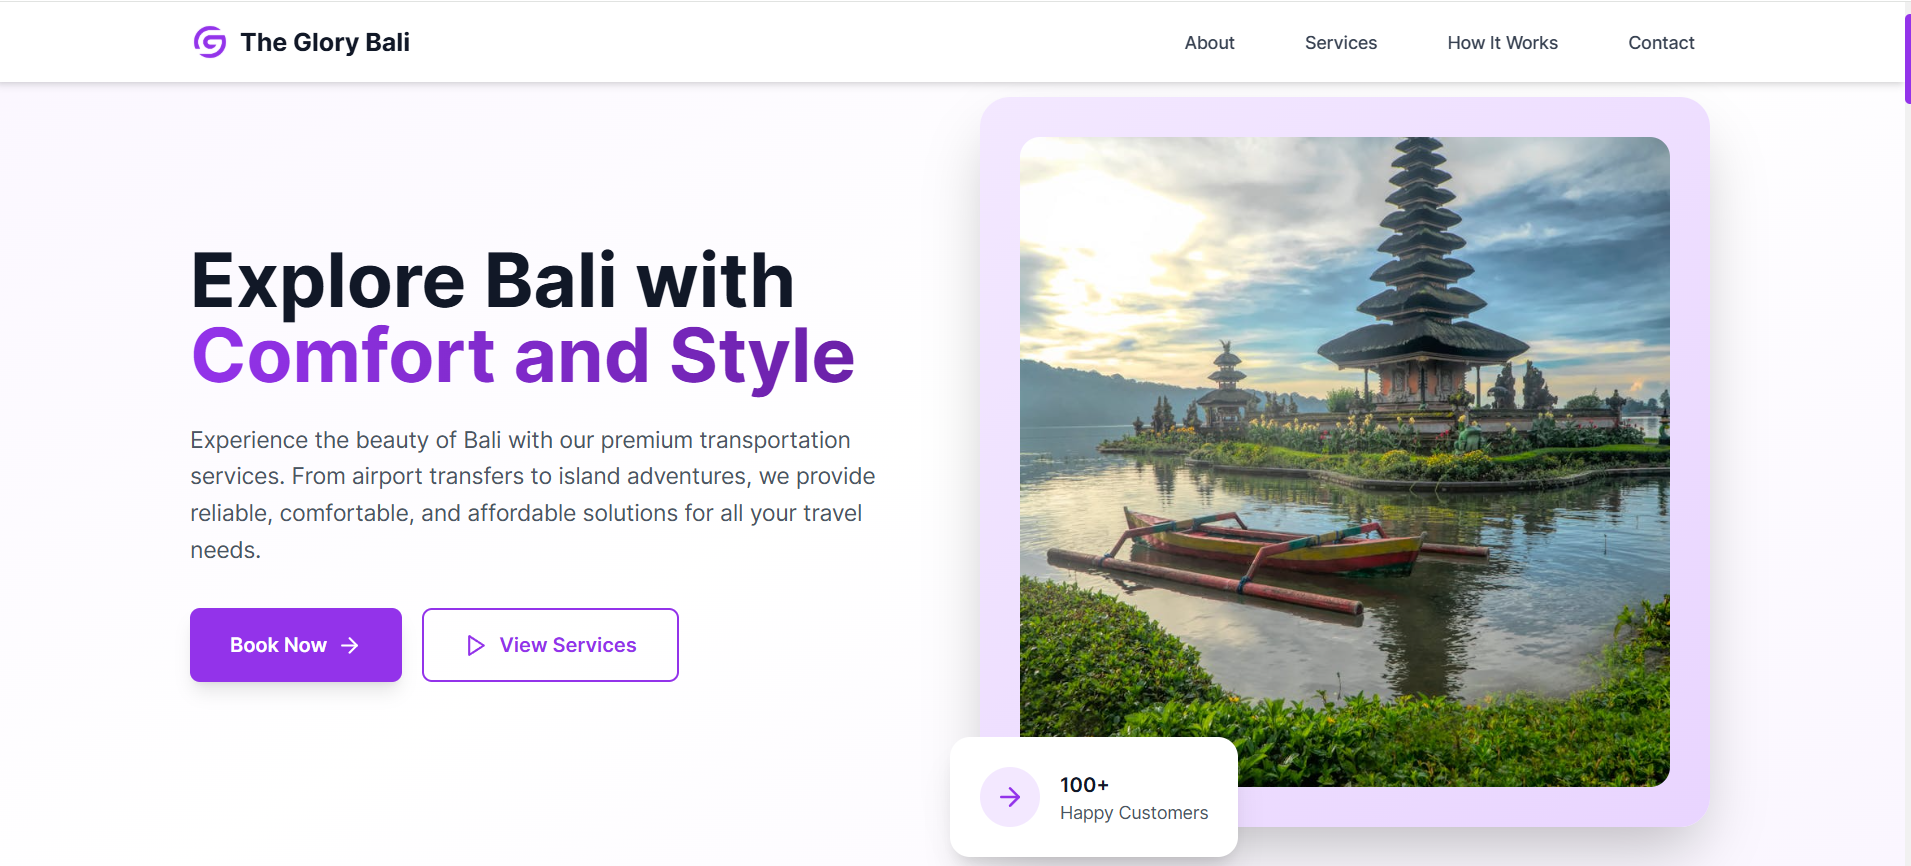 The Glory Bali
About
Services
How It Works
Contact
Explore Bali with
Comfort and Style
Experience the beauty of Bali with our premium transportation
services. From airport transfers to island adventures, we provide
reliable, comfortable, and affordable solutions for all your travel
needs.
Book Now
View Services
100+
Happy Customers